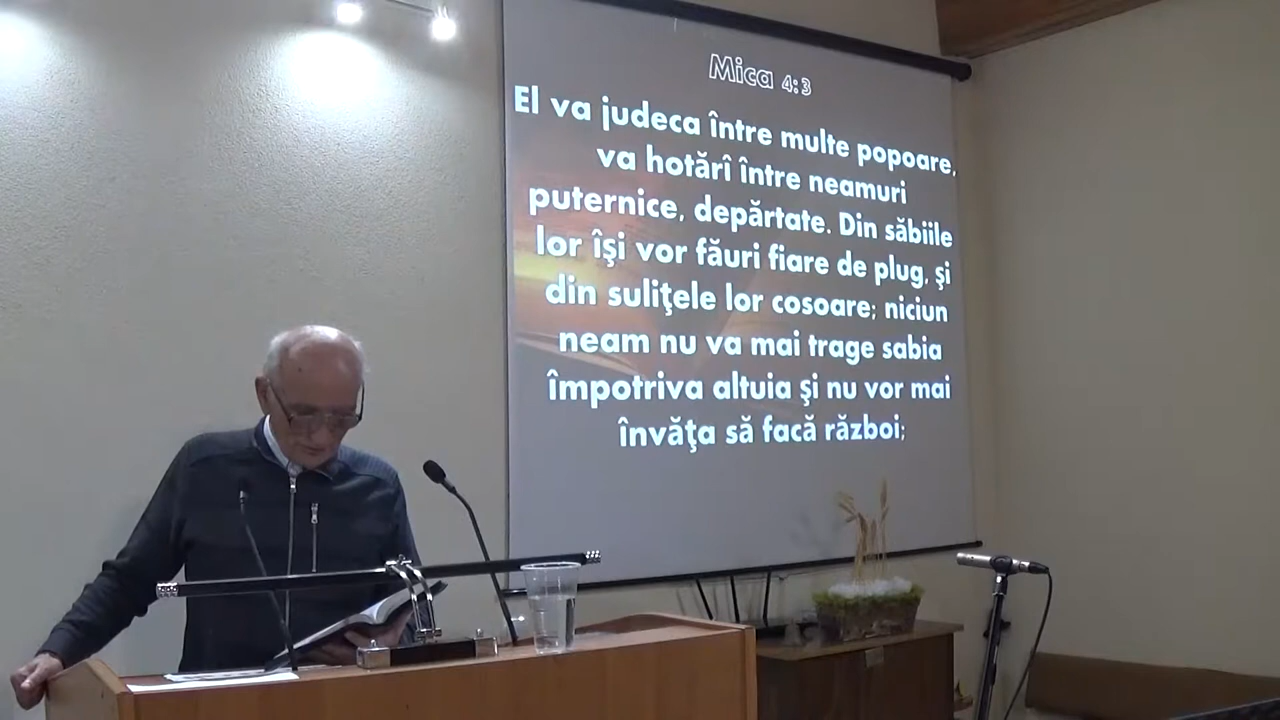 Mica 4:3
El va judeca între multe popoare,
va hotărî între neamuri
puternice, depărtate. Din săbiile
lor îşi vor făuri fiare de plug, şi
din suliţele lor cosoare; niciun
neam nu va mai trage sabia
împotriva altuia şi nu vor mai
învăţa să facă război;